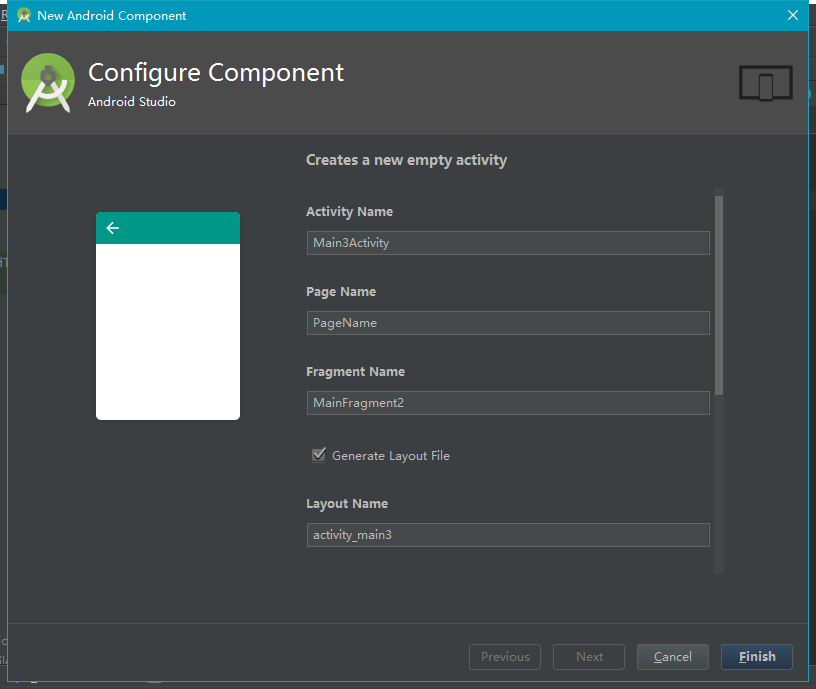 New Android Component
Configure Component
Android Studio
Creates a new empty activity
Activity Name
Main3Activity
Page Name
PageName
Fragment Name
MainFragment2
Generate Layout File
Layout Name
activity_main3
Previous
Next
Cancel
Finish